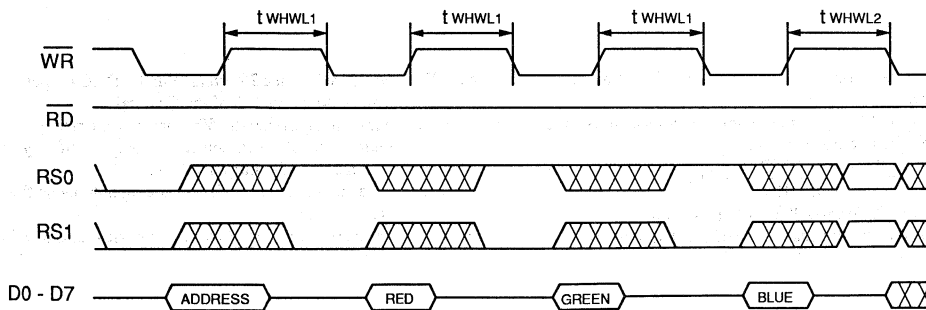 t WHWL1 t WHWL1 t WHWL1 t WHWL2
WR
RD
RS0
RS1
D0 - D7 ADDRESS RED GREEN BLUE